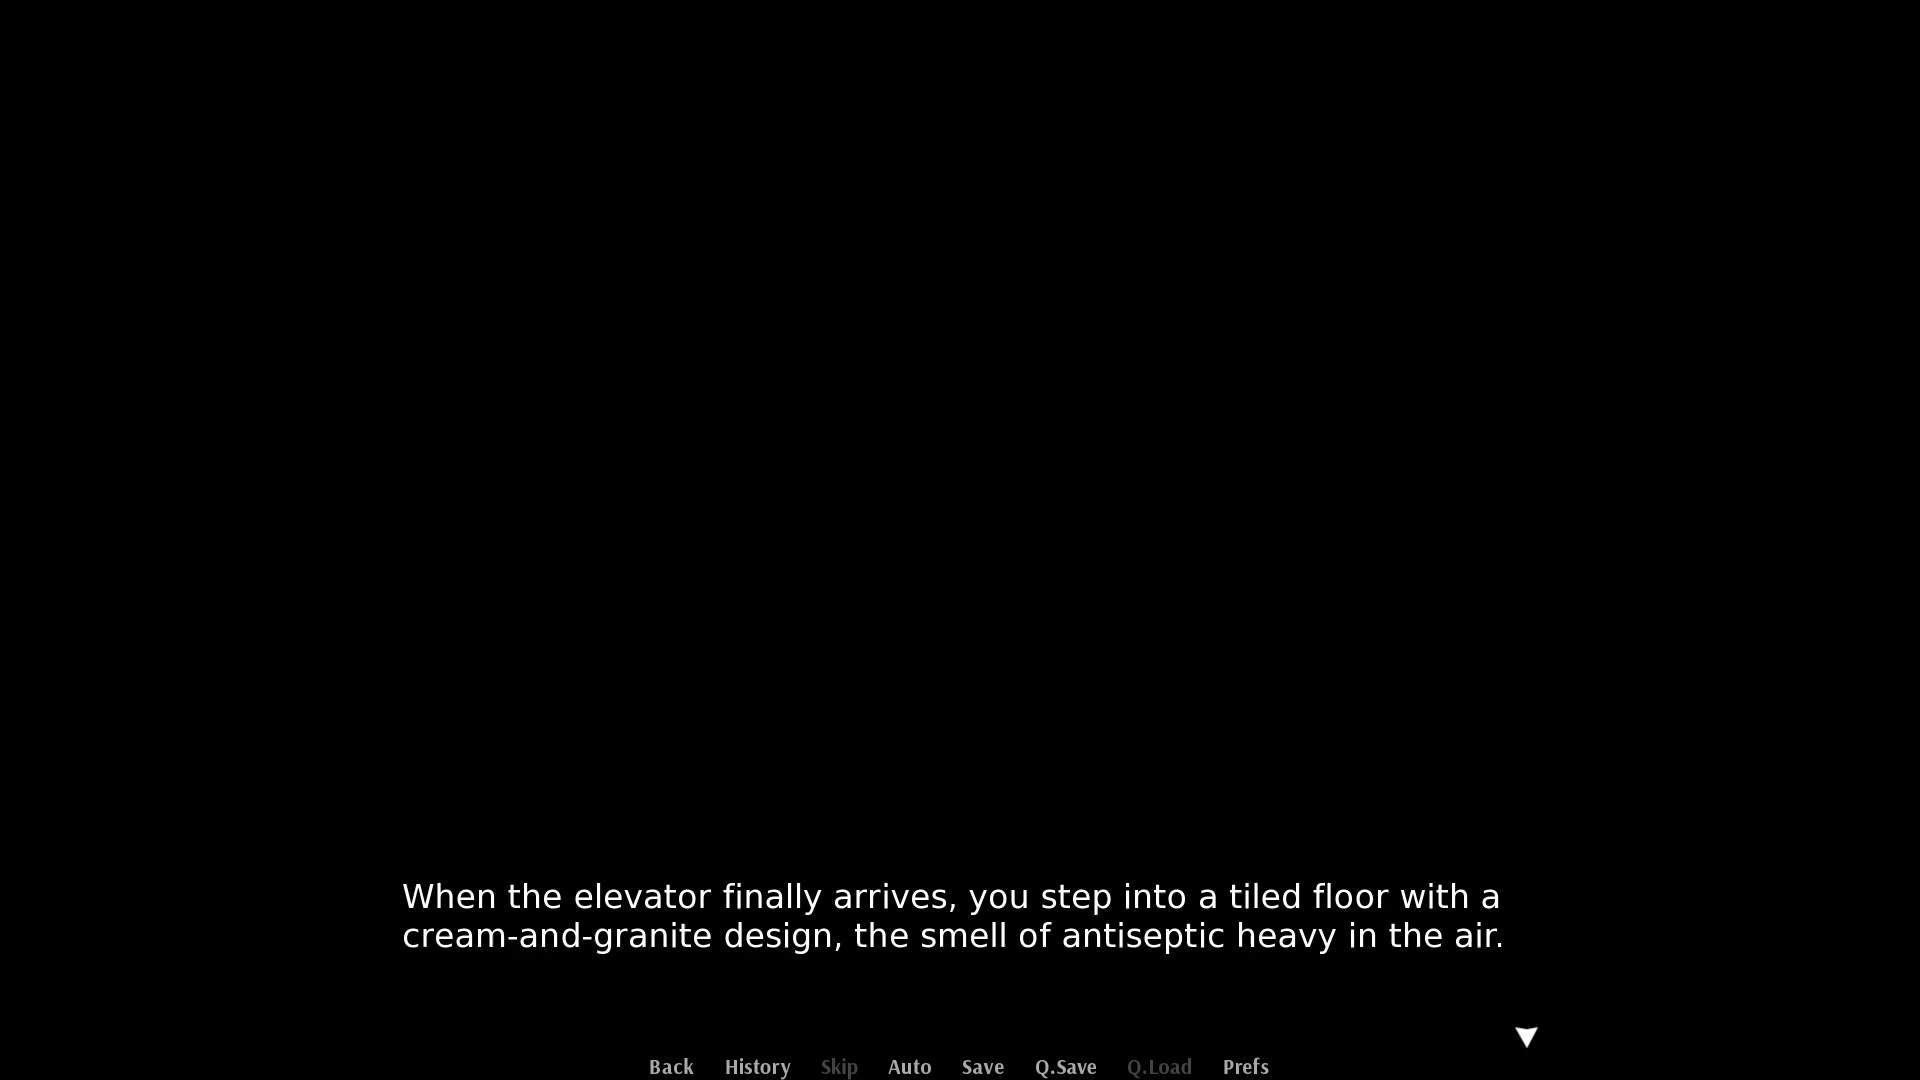 When the elevator finally arrives, you step into a tiled floor with a
cream-and-granite design, the smell of antiseptic heavy in the air.
Back History Skip Auto Save Q.Save Q.Load Prefs